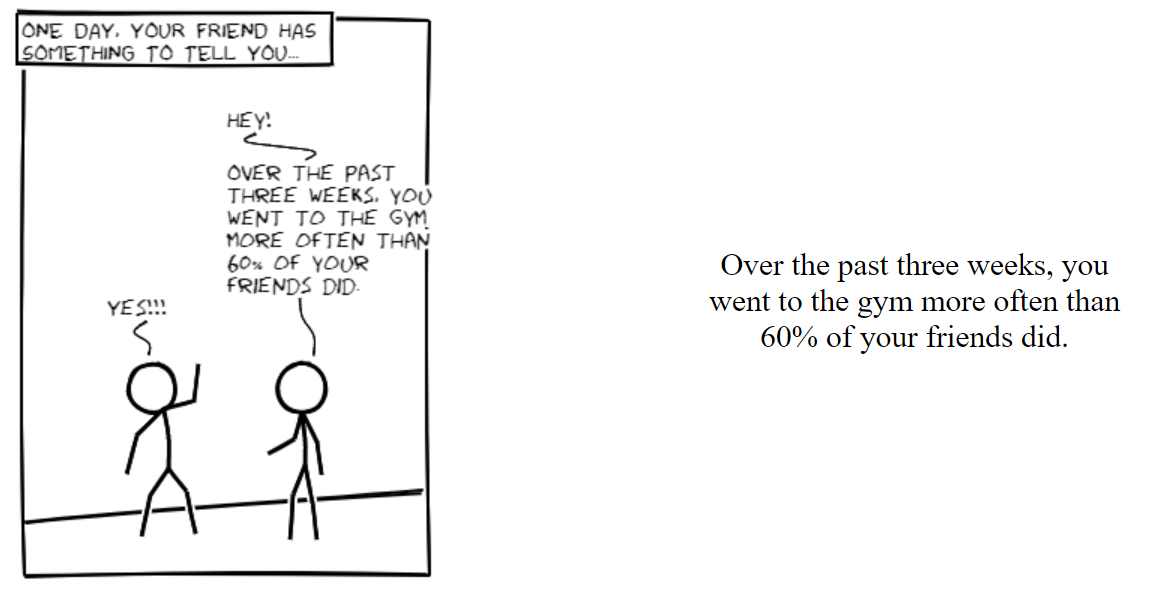 ONE DAY, YOUR FRIEND HAS
SOMETHING TO TELL YOU...
HEY!
OVER THE PAST
THREE WEEKS, YOU
WENT TO THE GYM
MORE OFTEN THAN
60% OF YOUR
FRIENDS DID.
YES!!!
Over the past three weeks, you
went to the gym more often than
60% of your friends did.